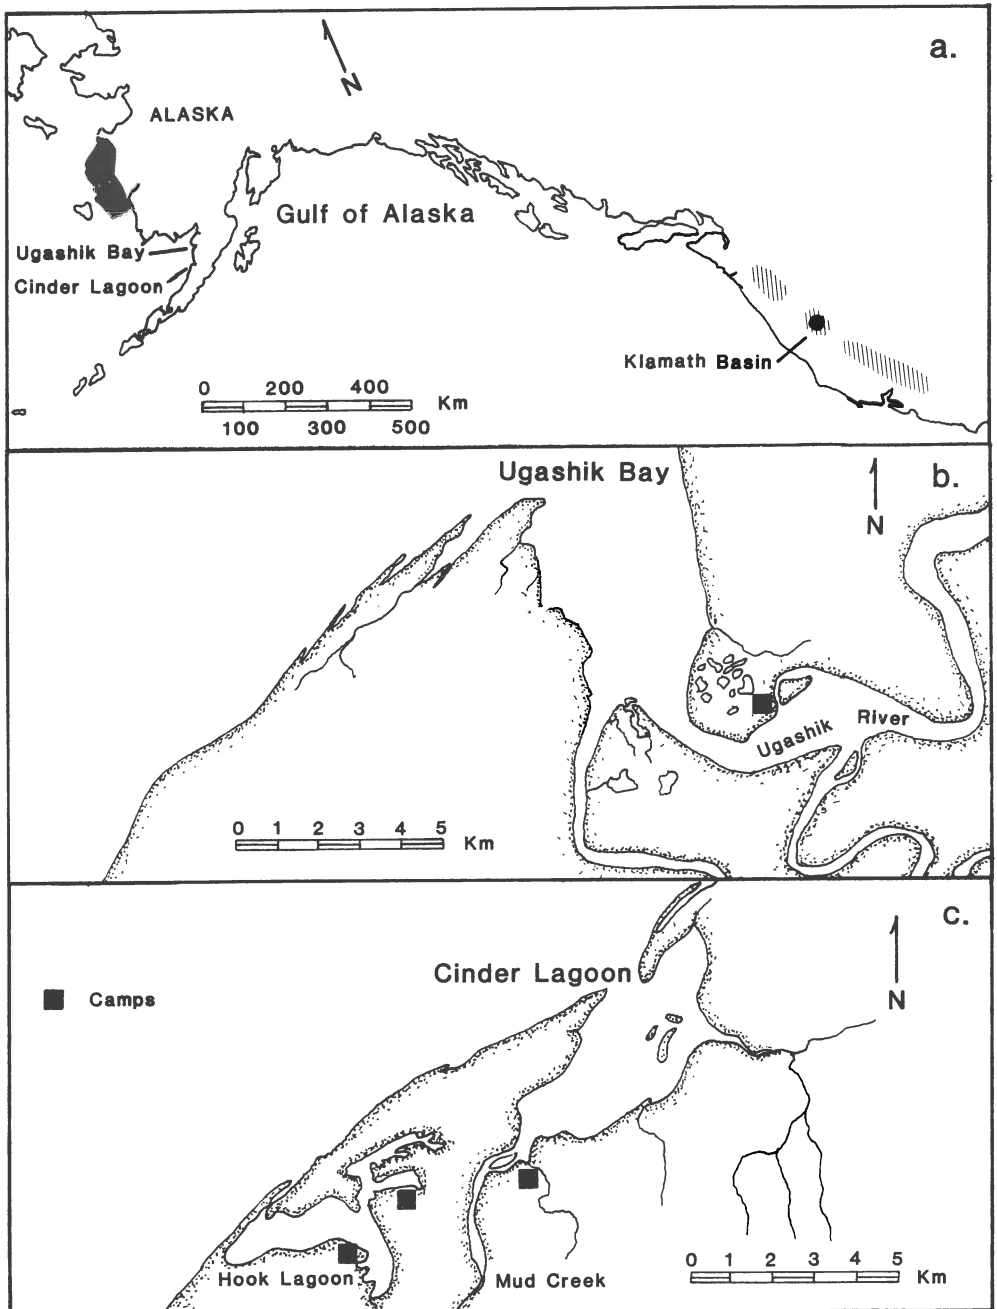 a.
N
ALASKA
Gulf of Alaska
Ugashik Bay
Cinder Lagoon
Klamath Basin
0 200 400
Km
100 300 500
Ugashik Bay
b.
N
Ugashik River
0 1 2 3 4 5
Km
c.
Cinder Lagoon
N
Camps
Hook Lagoon
Mud Creek
0 1 2 3 4 5
Km